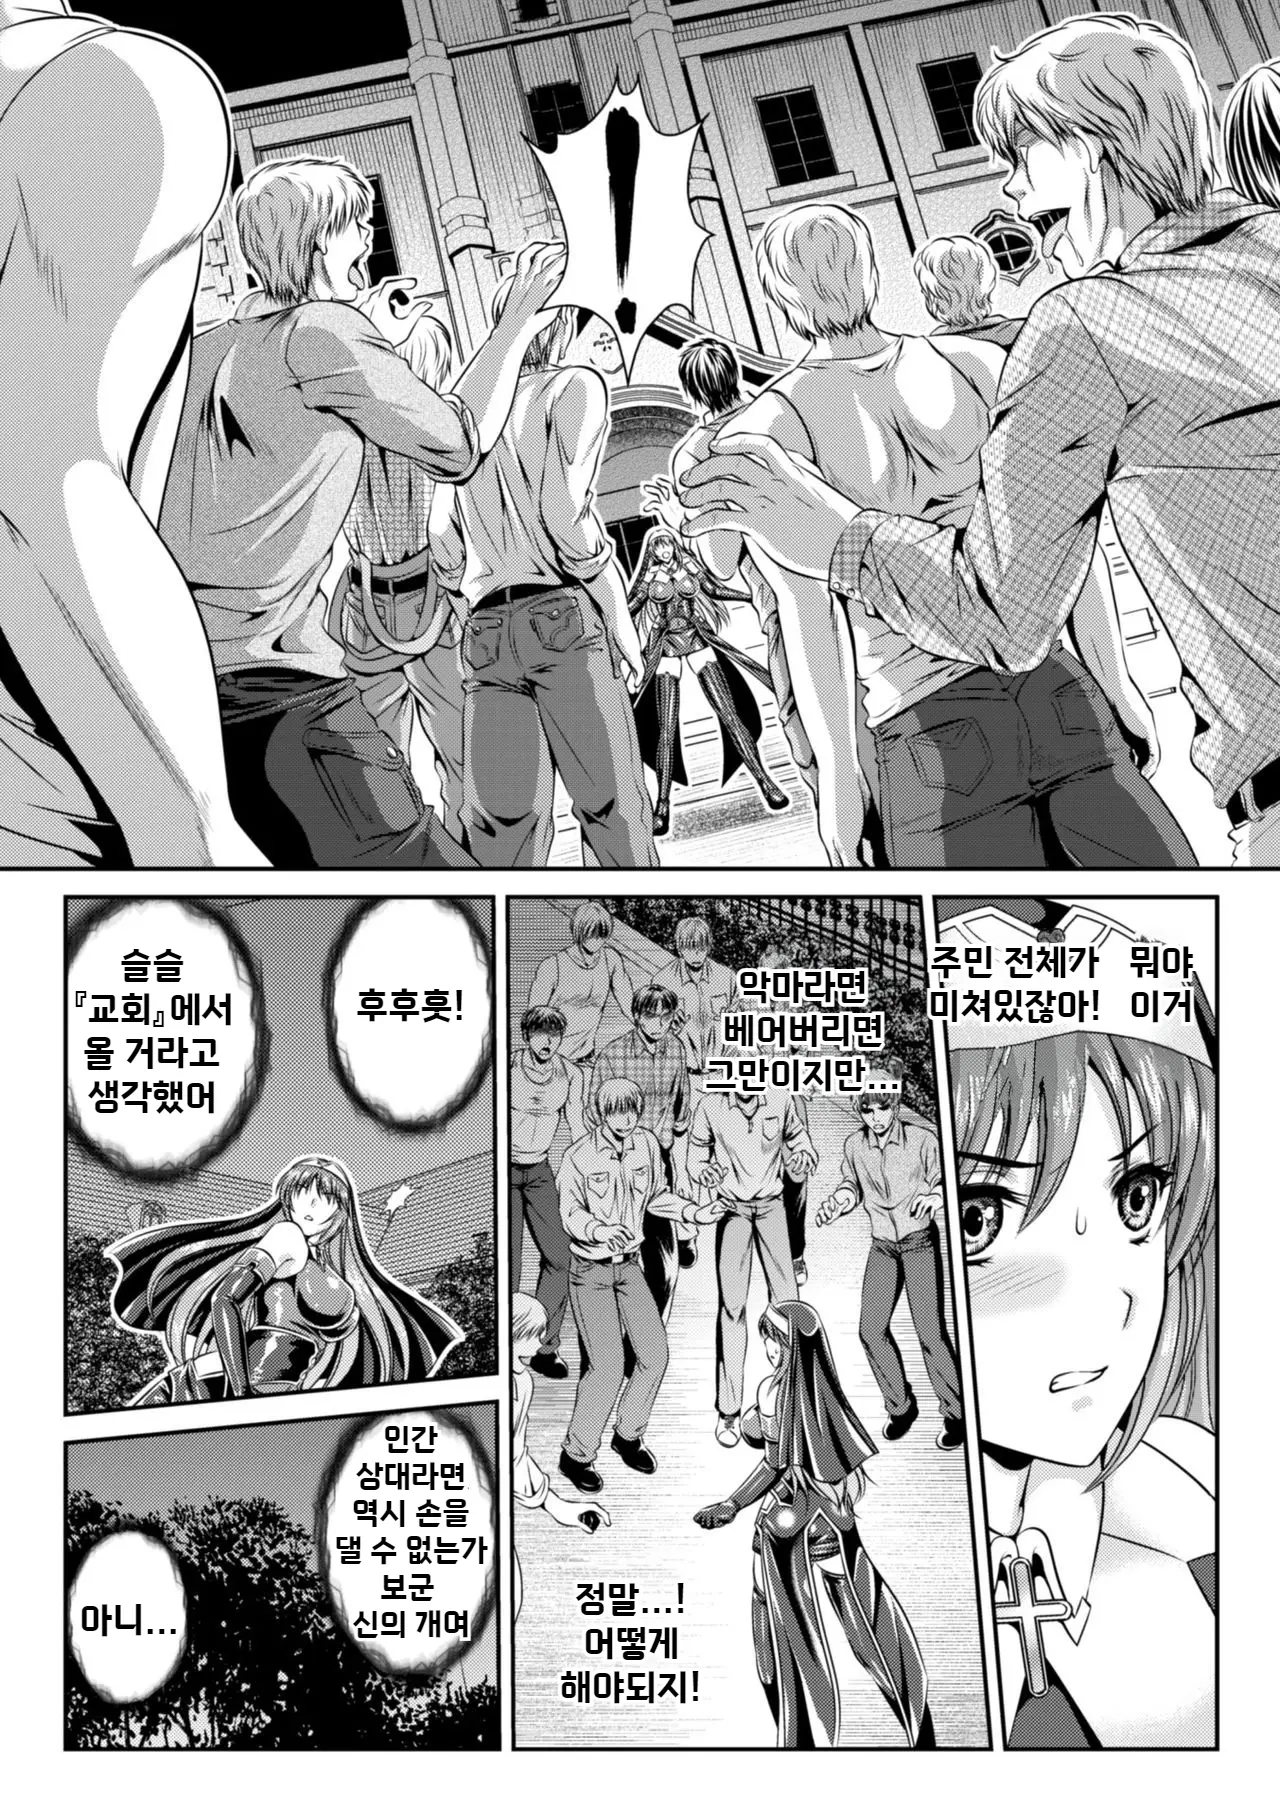 !
뭐야
이거
주민 전체가
미쳐있잖아!
악마라면
베어버리면
그만이지만...
정말...!
어떻게
해야되지!
후후훗!
슬슬
『교회』에서
올 거라고
생각했어
인간
상대라면
역시 손을
댈 수 없는가
보군
신의 개여
아니...